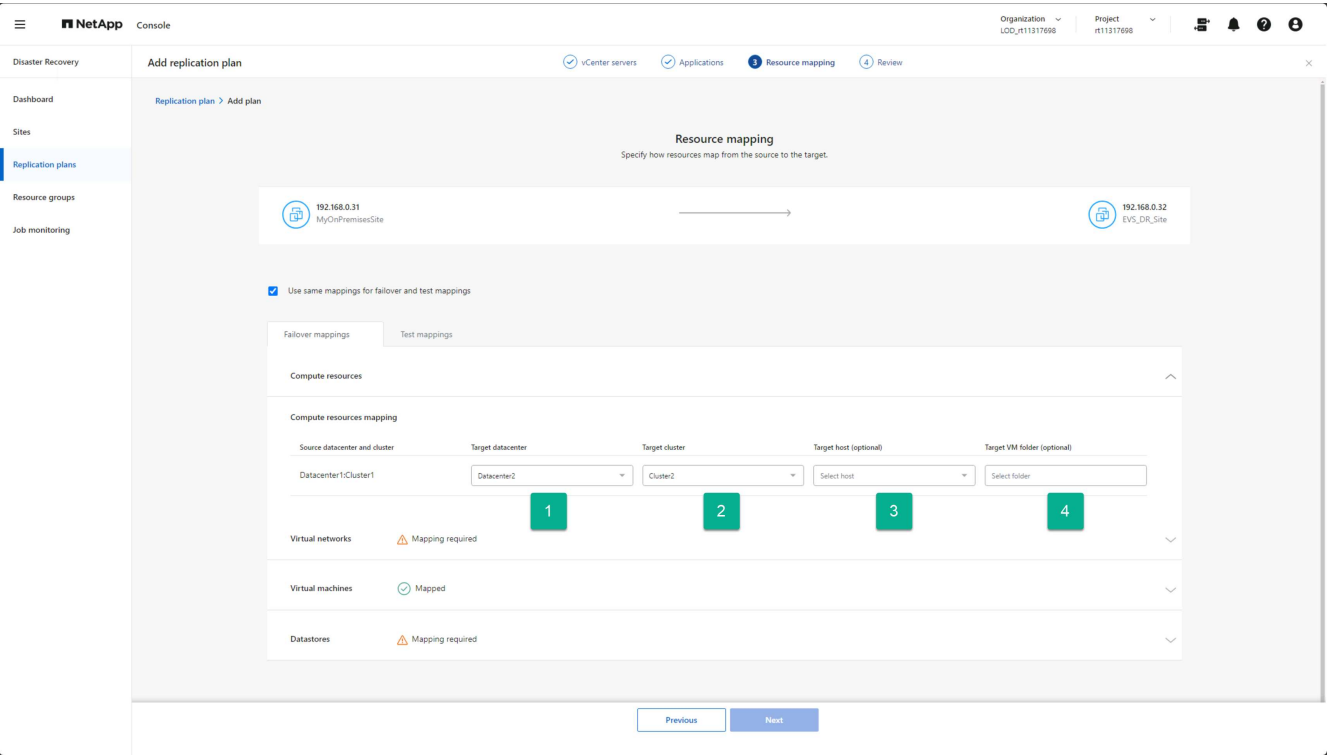 NetApp Console
Organization
LOD_rt11317698
Project
rt11317698
Disaster Recovery
Add replication plan
vCenter servers
Applications
3 Resource mapping
4 Review
Dashboard
Sites
Replication plans
Resource groups
Job monitoring
Replication plan > Add plan
Resource mapping
Specify how resources map from the source to the target.
192.168.0.31
MyOnPremisesSite
192.168.0.32
EVS_DR_Site
Use same mappings for failover and test mappings
Failover mappings Test mappings
Compute resources
Compute resources mapping
Source datacenter and cluster Target datacenter Target cluster Target host (optional) Target VM folder (optional)
Datacenter1:Cluster1 Datacenter2 Cluster2 Select host Select folder
1 2 3 4
Virtual networks Mapping required
Virtual machines Mapped
Datastores Mapping required
Previous Next